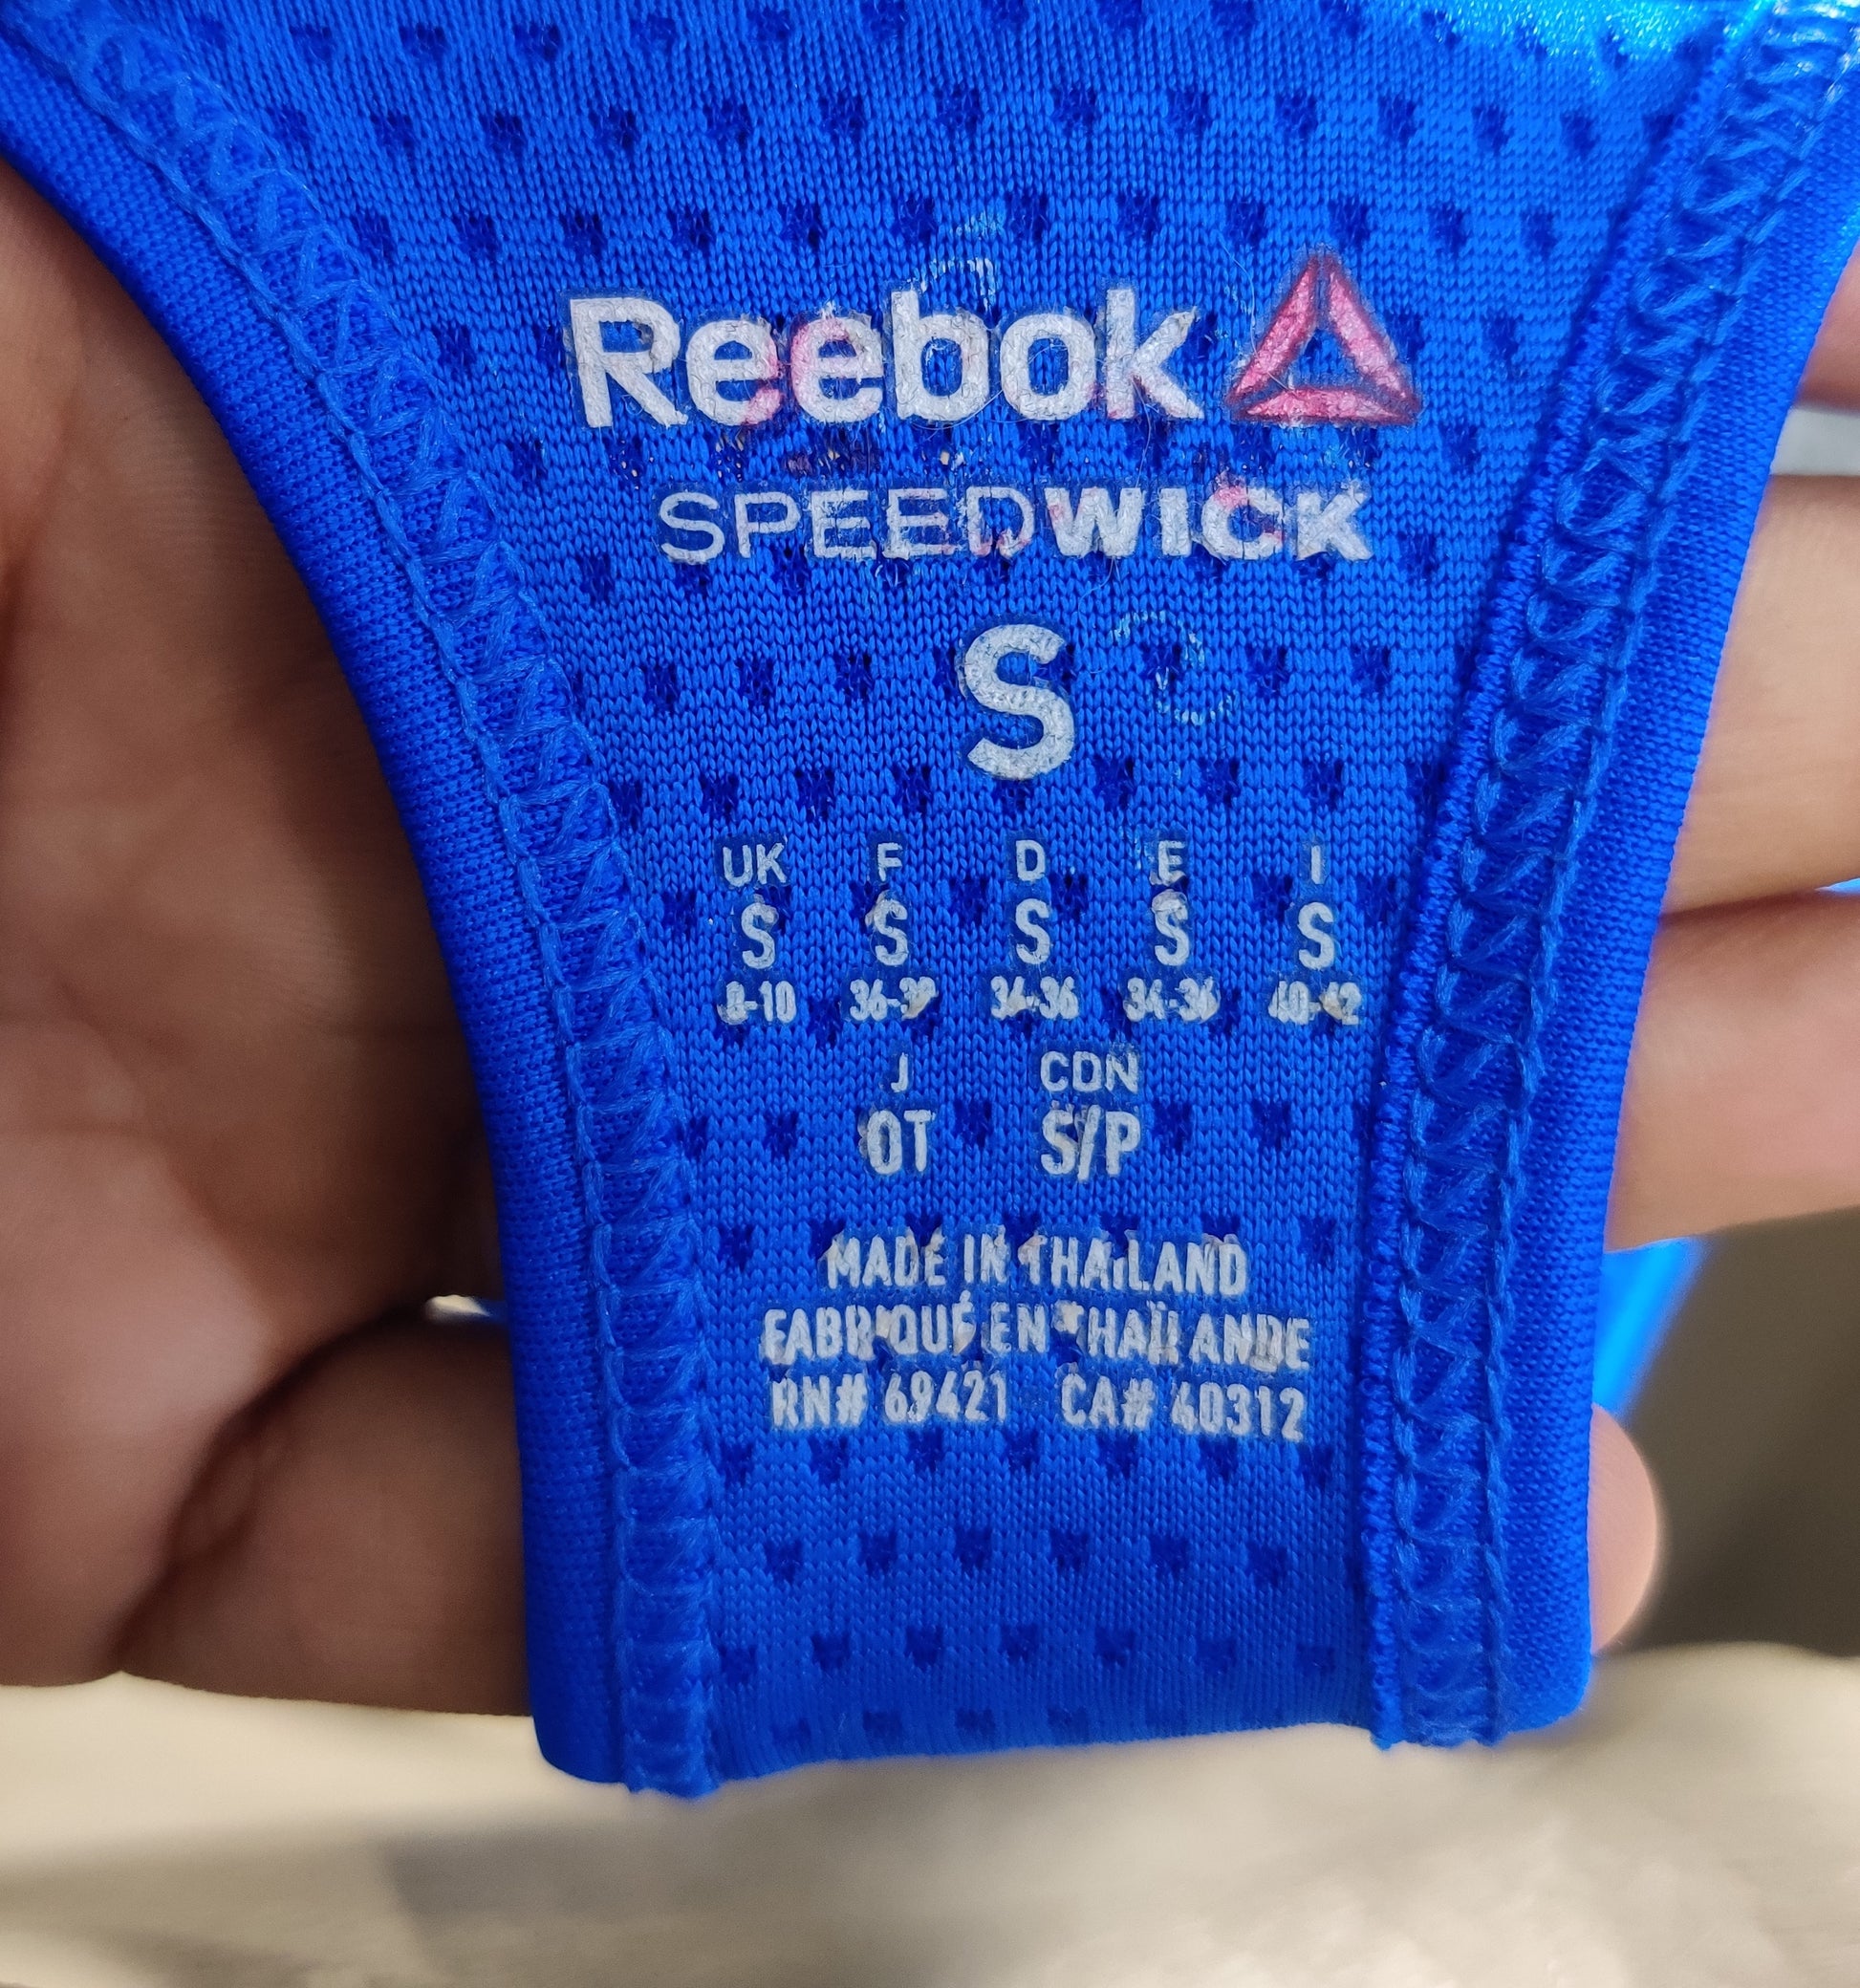 Reebok
SPEEDWICK
S
UK F D E I
S S S S S
8-10 36-38 34-36 34-36 40-42
J CDN
OT S/P
MADE IN THAILAND
FABRIQUÉ EN THAÏLANDE
RN# 69421 CA# 40312